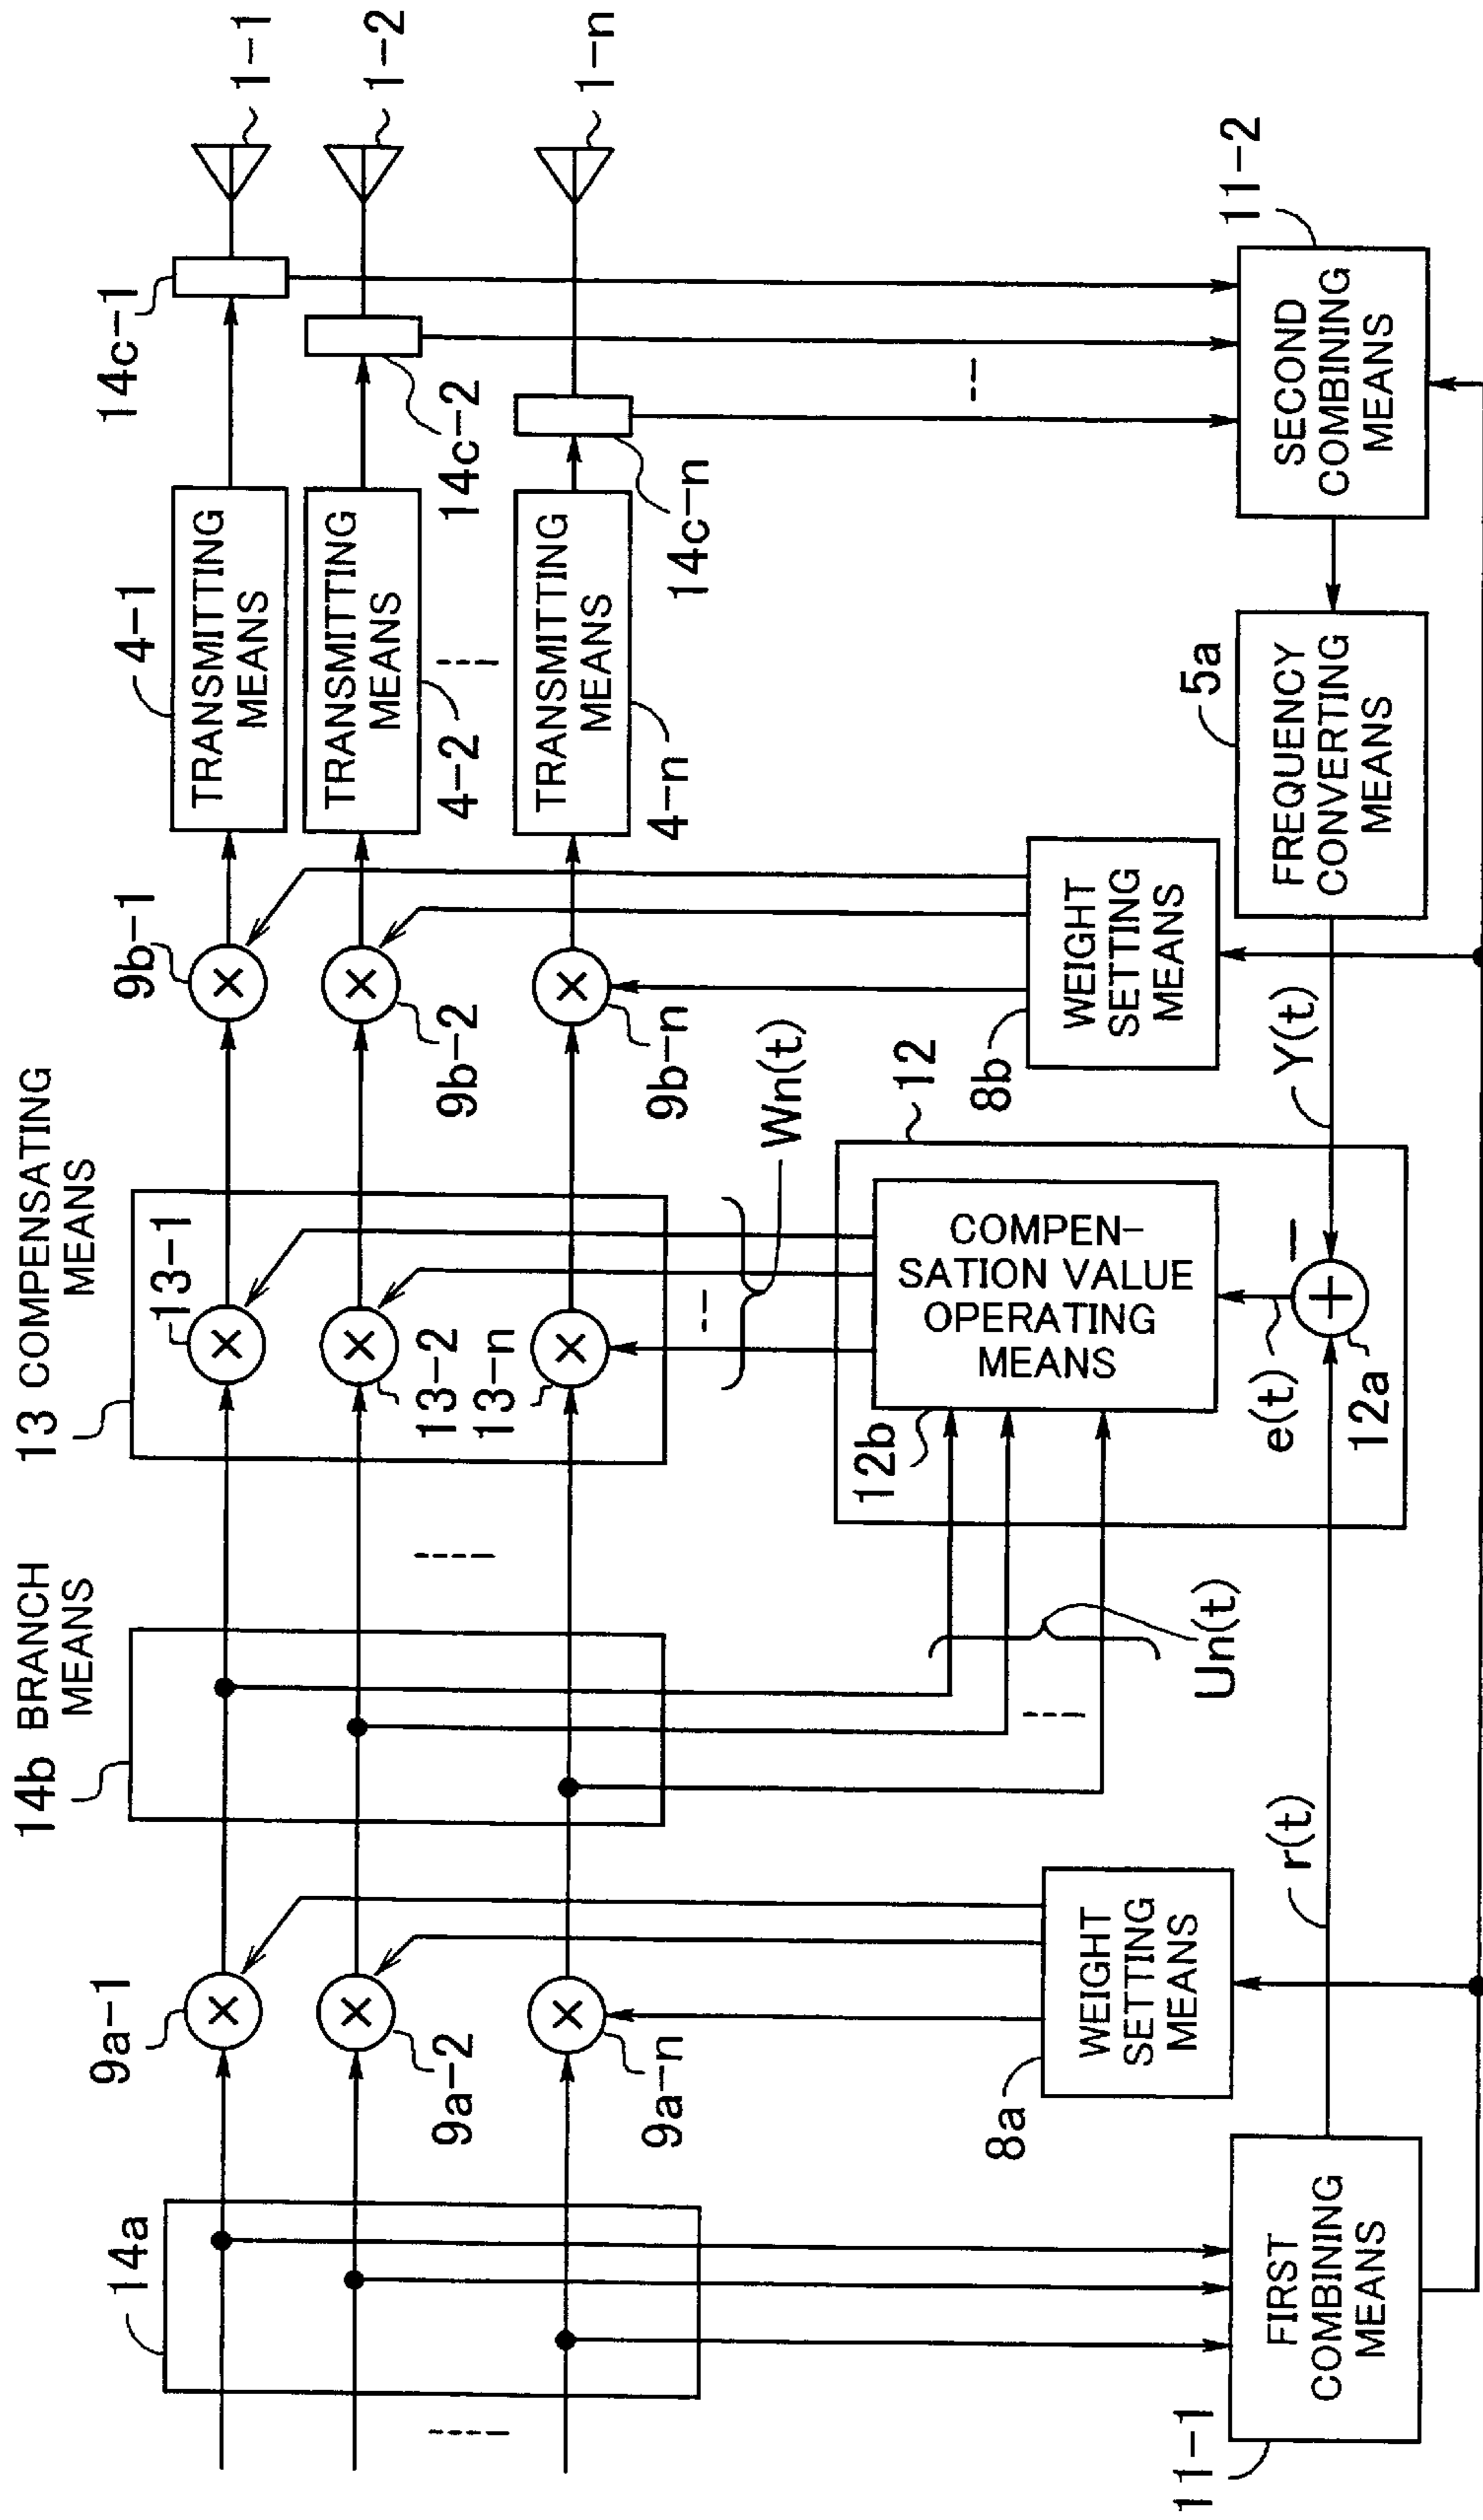 14a
14b BRANCH
MEANS
13 COMPENSATING
MEANS
9a-1
9a-2
9a-n
13-1
13-2
13-n
9b-1
9b-2
9b-n
4-1
TRANSMITTING
MEANS
4-2
TRANSMITTING
MEANS
4-n
TRANSMITTING
MEANS
14c-1
14c-2
14c-n
1-1
1-2
1-n
8a
WEIGHT
SETTING
MEANS
Un(t)
Wn(t)
12
12b
COMPEN-
SATION VALUE
OPERATING
MEANS
e(t)
12a
+
−
8b
WEIGHT
SETTING
MEANS
11-1
FIRST
COMBINING
MEANS
r(t)
Y(t)
5a
FREQUENCY
CONVERTING
MEANS
11-2
SECOND
COMBINING
MEANS